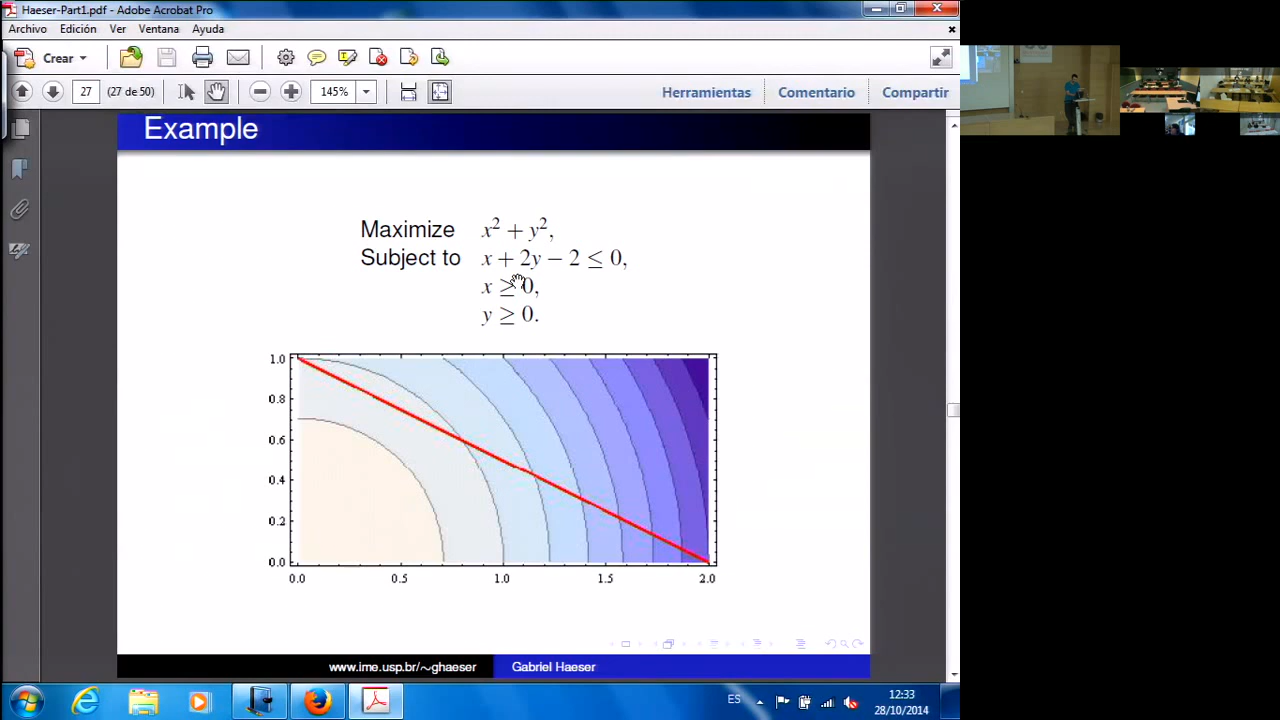 Haeser-Part1.pdf - Adobe Acrobat Pro
Archivo Edición Ver Ventana Ayuda
Crear
27 (27 de 50) 145% Herramientas Comentario Compartir
Example
Maximize x² + y²,
Subject to x + 2y − 2 ≤ 0,
x ≥ 0,
y ≥ 0.
1.0
0.8
0.6
0.4
0.2
0.0
0.0 0.5 1.0 1.5 2.0
www.ime.usp.br/~ghaeser Gabriel Haeser
ES 12:33
28/10/2014